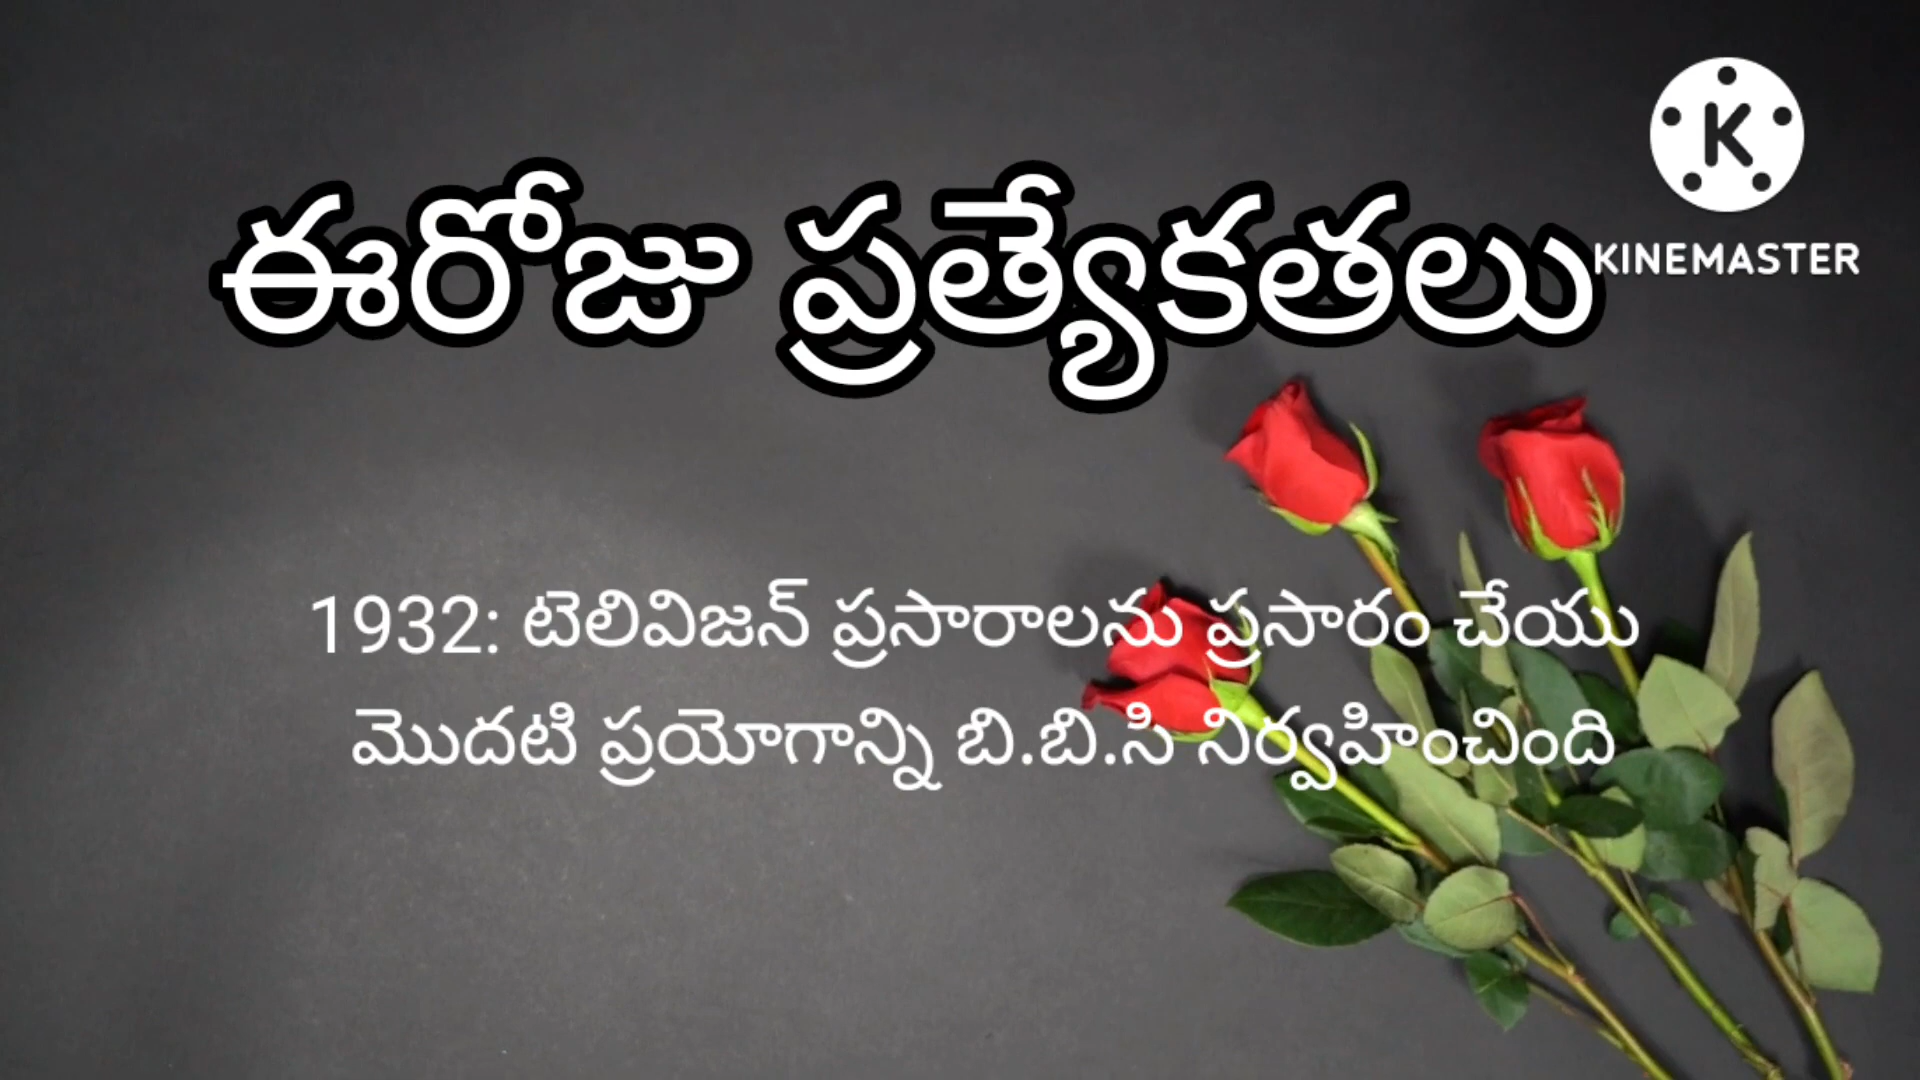 ఈరోజు ప్రత్యేకతలు
KINEMASTER
1932: టెలివిజన్ ప్రసారాలను ప్రసారం చేయు
మొదటి ప్రయోగాన్ని బి.బి.సి నిర్వహించింది